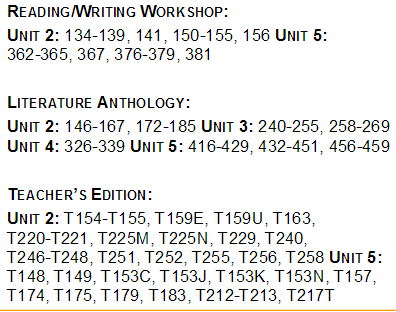 READING/WRITING WORKSHOP:
UNIT 2: 134-139, 141, 150-155, 156 UNIT 5:
362-365, 367, 376-379, 381
LITERATURE ANTHOLOGY:
UNIT 2: 146-167, 172-185 UNIT 3: 240-255, 258-269
UNIT 4: 326-339 UNIT 5: 416-429, 432-451, 456-459
TEACHER'S EDITION:
UNIT 2: T154-T155, T159E, T159U, T163,
T220-T221, T225M, T225N, T229, T240,
T246-T248, T251, T252, T255, T256, T258 UNIT 5:
T148, T149, T153C, T153J, T153K, T153N, T157,
T174, T175, T179, T183, T212-T213, T217T